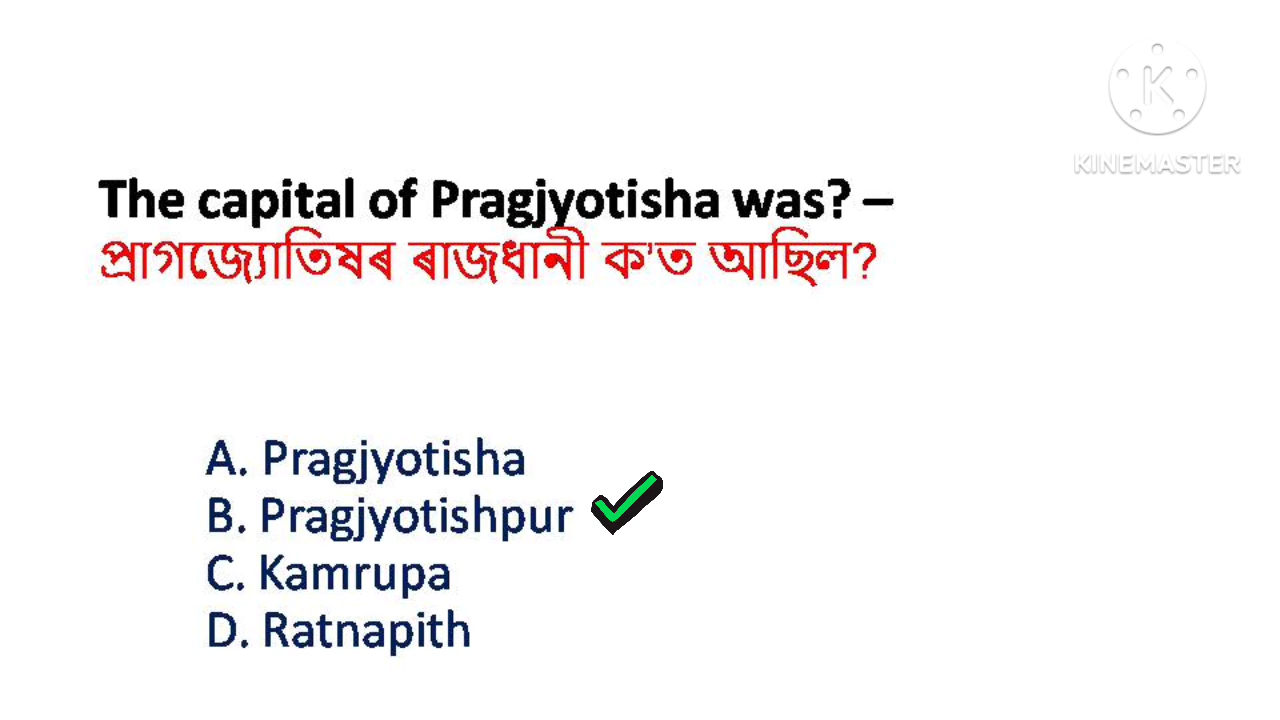 K
KINEMASTER
The capital of Pragjyotisha was? –
প্ৰাগজ্যোতিষৰ ৰাজধানী ক'ত আছিল?
A. Pragjyotisha
B. Pragjyotishpur
C. Kamrupa
D. Ratnapith